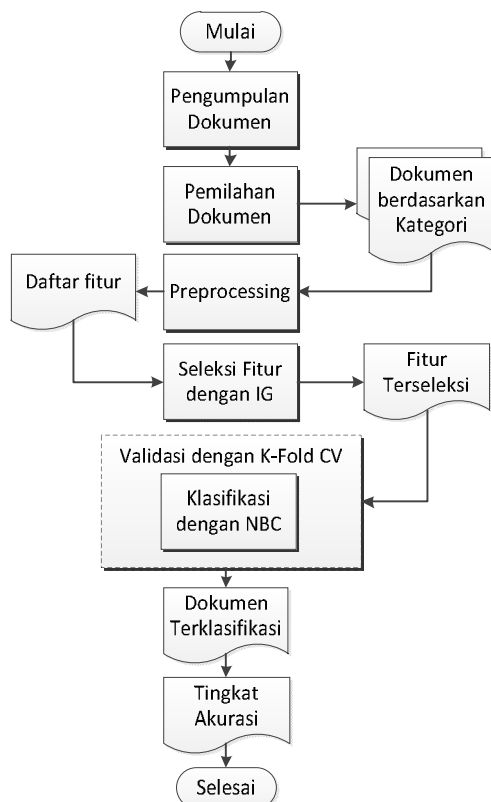 Mulai
Pengumpulan
Dokumen
Pemilahan
Dokumen
Dokumen
berdasarkan
Kategori
Daftar fitur
Preprocessing
Seleksi Fitur
dengan IG
Fitur
Terseleksi
Validasi dengan K-Fold CV
Klasifikasi
dengan NBC
Dokumen
Terklasifikasi
Tingkat
Akurasi
Selesai